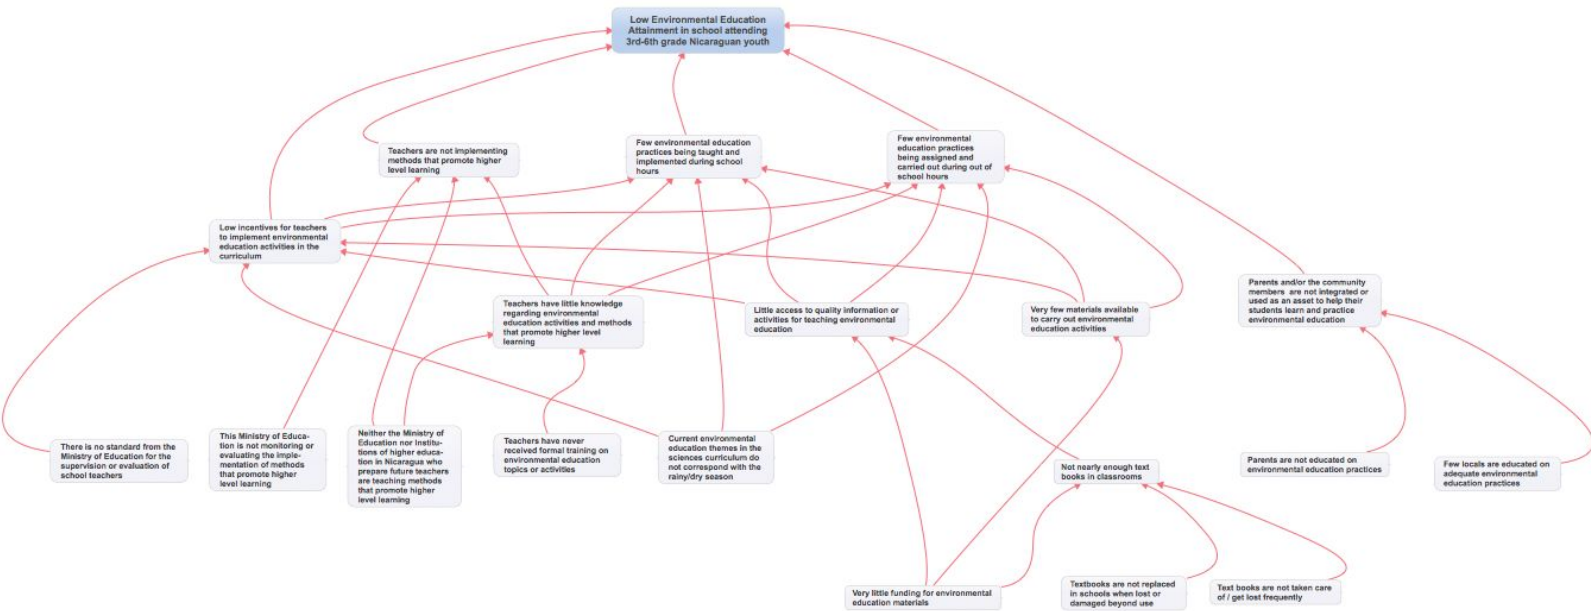 Low Environmental Education
Attainment in school attending
3rd-6th grade Nicaraguan youth
Teachers are not implementing
methods that promote higher
level learning
Few environmental education
practices being taught and
implemented during school
hours
Few environmental
education practices
being assigned and
carried out during out of
school hours
Low incentives for teachers
to implement environmental
education activities in the
curriculum
Teachers have little knowledge
regarding environmental
education activities and methods
that promote higher level
learning
Little access to quality information or
activities for teaching environmental
education
Very few materials available
to carry out environmental
education activities
Parents and/or the community
members are not integrated or
used as an asset to help their
students learn and practice
environmental education
There is no standard from the
Ministry of Education for the
supervision or evaluation of
school teachers
This Ministry of Educa-
tion is not monitoring or
evaluating the imple-
mentation of methods
that promote higher
level learning
Neither the Ministry of
Education nor Institu-
tions of higher educa-
tion in Nicaragua who
prepare future teachers
are teaching methods
that promote higher
level learning
Teachers have never
received formal training on
environmental education
topics or activities
Current environmental
education themes in the
sciences curriculum do
not correspond with the
rainy/dry season
Not nearly enough text
books in classrooms
Parents are not educated on
environmental education practices
Few locals are educated on
adequate environmental
education practices
Very little funding for environmental
education materials
Textbooks are not replaced
in schools when lost or
damaged beyond use
Text books are not taken care
of / get lost frequently